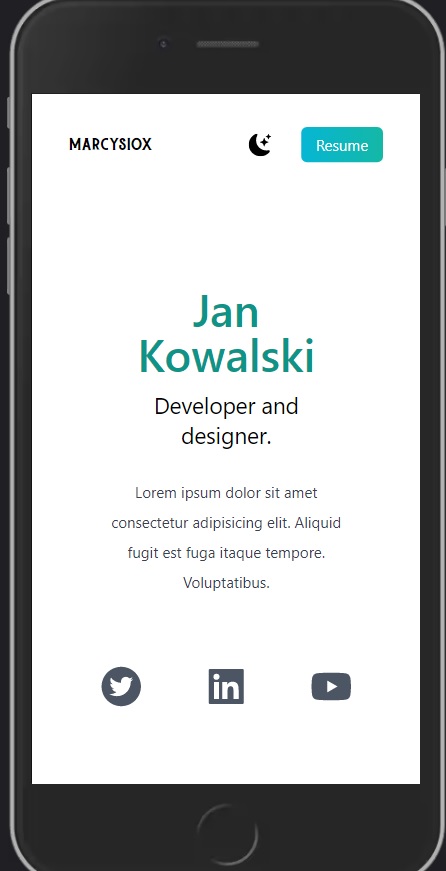 MARCYSIOX
Resume
Jan
Kowalski
Developer and
designer.
Lorem ipsum dolor sit amet
consectetur adipisicing elit. Aliquid
fugit est fuga itaque tempore.
Voluptatibus.
in